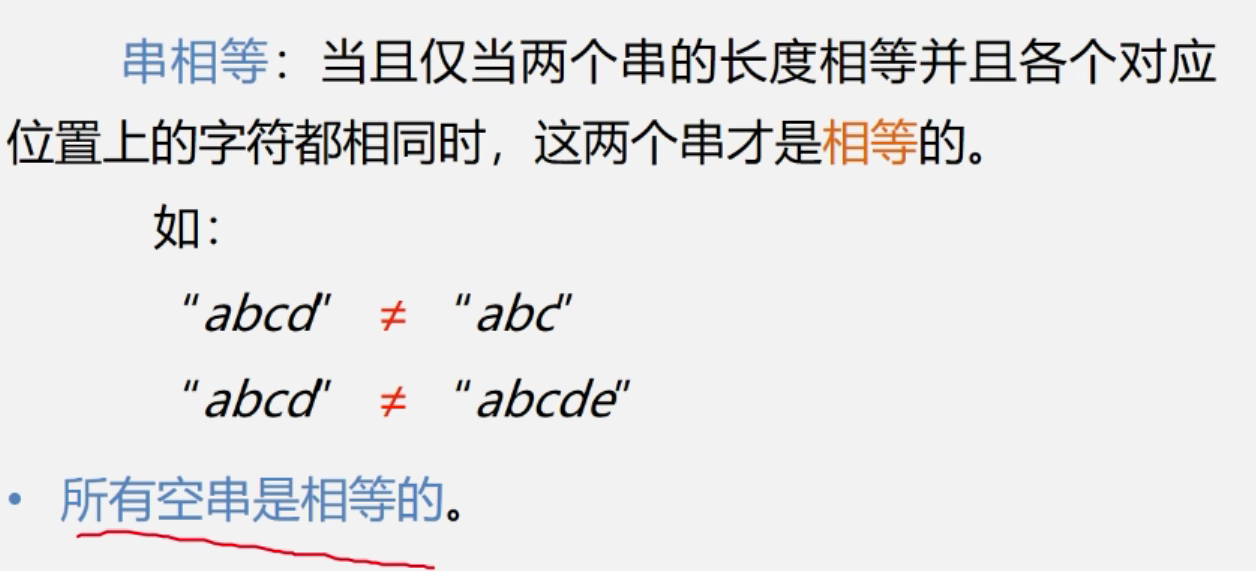 串相等：当且仅当两个串的长度相等并且各个对应
位置上的字符都相同时，这两个串才是相等的。
如：
“abcd” ≠ “abc”
“abcd” ≠ “abcde”
• 所有空串是相等的。